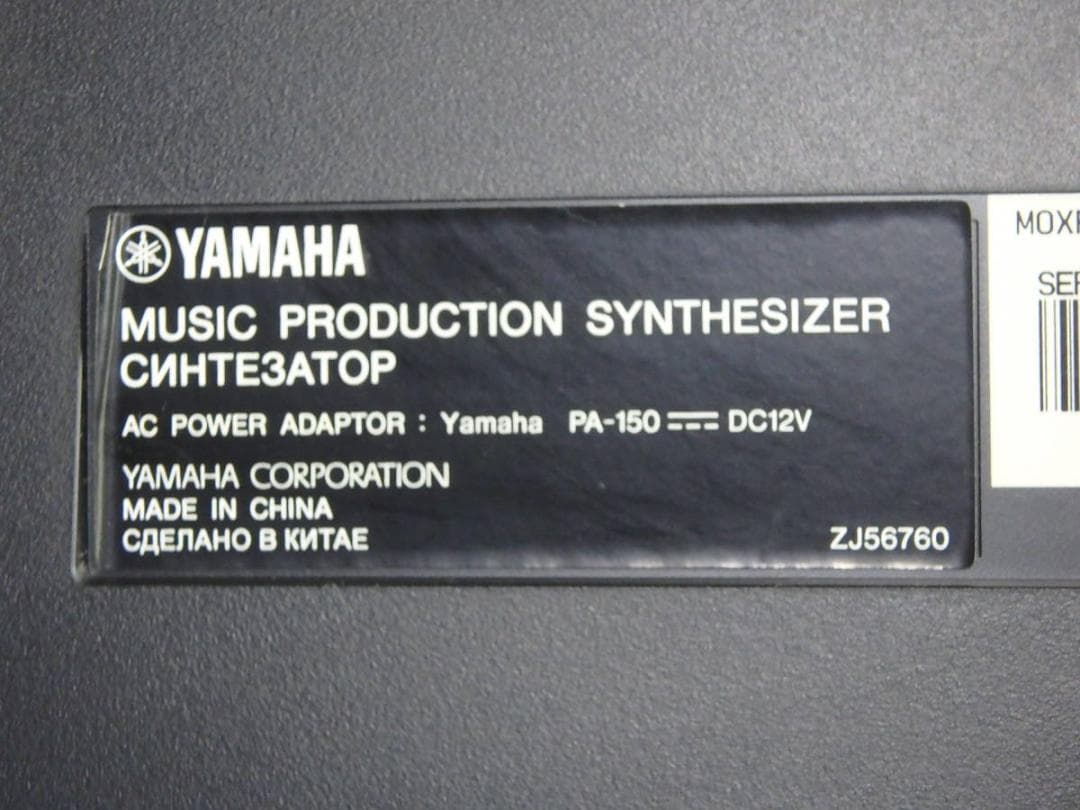 YAMAHA
MUSIC PRODUCTION SYNTHESIZER
СИНТЕЗАТОР
AC POWER ADAPTOR : Yamaha PA-150 ⎓ DC12V
YAMAHA CORPORATION
MADE IN CHINA
СДЕЛАНО В КИТАЕ
ZJ56760